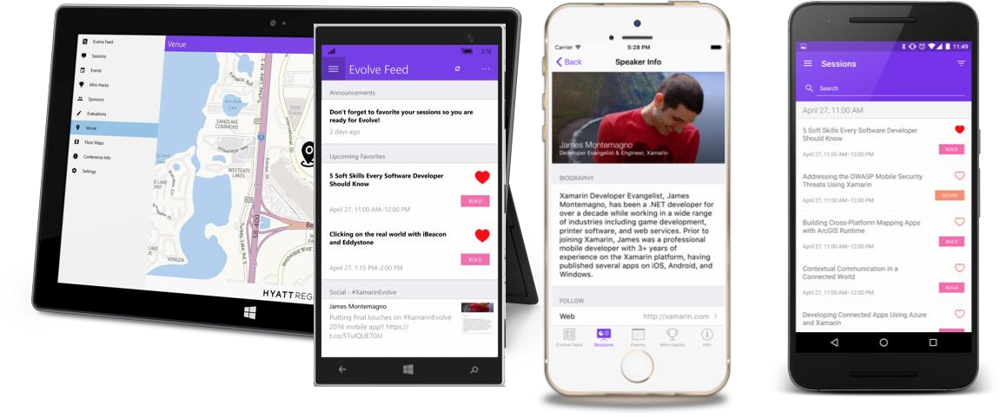 Evolve Feed
Sessions
Events
Mini-Hacks
Sponsors
Evaluations
Venue
Floor Maps
Conference Info
Settings
Venue
SANDLAKE
COMMONS
WESTGATE
LAKES
SR-400
VENEZIA
HYATT REG
3:16
Evolve Feed
Announcements
Don't forget to favorite your sessions so you are
ready for Evolve!
2 days ago
Upcoming Favorites
5 Soft Skills Every Software Developer
Should Know
BUILD
April 27, 11:00 AM–12:00 PM
Clicking on the real world with iBeacon
and Eddystone
BUILD
April 27, 1:15 PM–2:00 PM
Social - #XamarinEvolve
James Montemagno
Putting final touches on #XamarinEvolve
2016 mobile app!! https://
t.co/5TulQUE7GU
Carrier 5:28 PM
Back Speaker Info
James Montemagno
Developer Evangelist & Engineer, Xamarin
BIOGRAPHY
Xamarin Developer Evangelist, James
Montemagno, has been a .NET developer for
over a decade while working in a wide range
of industries including game development,
printer software, and web services. Prior to
joining Xamarin, James was a professional
mobile developer with 3+ years of
experience on the Xamarin platform, having
published several apps on iOS, Android, and
Windows.
FOLLOW
Web http://xamarin.com
Evolve Feed Sessions Events Mini-Hacks Info
11:49
Sessions
Search
April 27, 11:00 AM
5 Soft Skills Every Software Developer
Should Know
April 27, 11:00 AM–12:00 PM BUILD
Addressing the OWASP Mobile Security
Threats Using Xamarin
April 27, 11:00 AM–12:00 PM SECURE
Building Cross-Platform Mapping Apps
with ArcGIS Runtime
April 27, 11:00 AM–12:00 PM BUILD
Contextual Communication in a
Connected World
April 27, 11:00 AM–12:00 PM BUILD
Developing Connected Apps Using Azure
and Xamarin